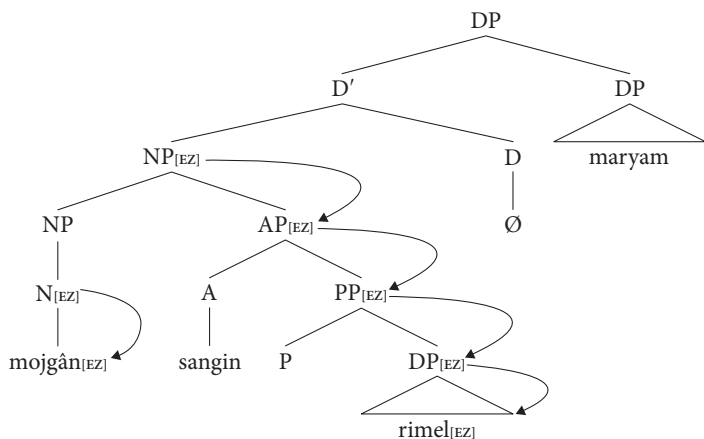 DP
D′ DP
NP[EZ] D maryam
NP AP[EZ] Ø
N[EZ] A PP[EZ]
mojgân[EZ] sangin P DP[EZ]
rimel[EZ]